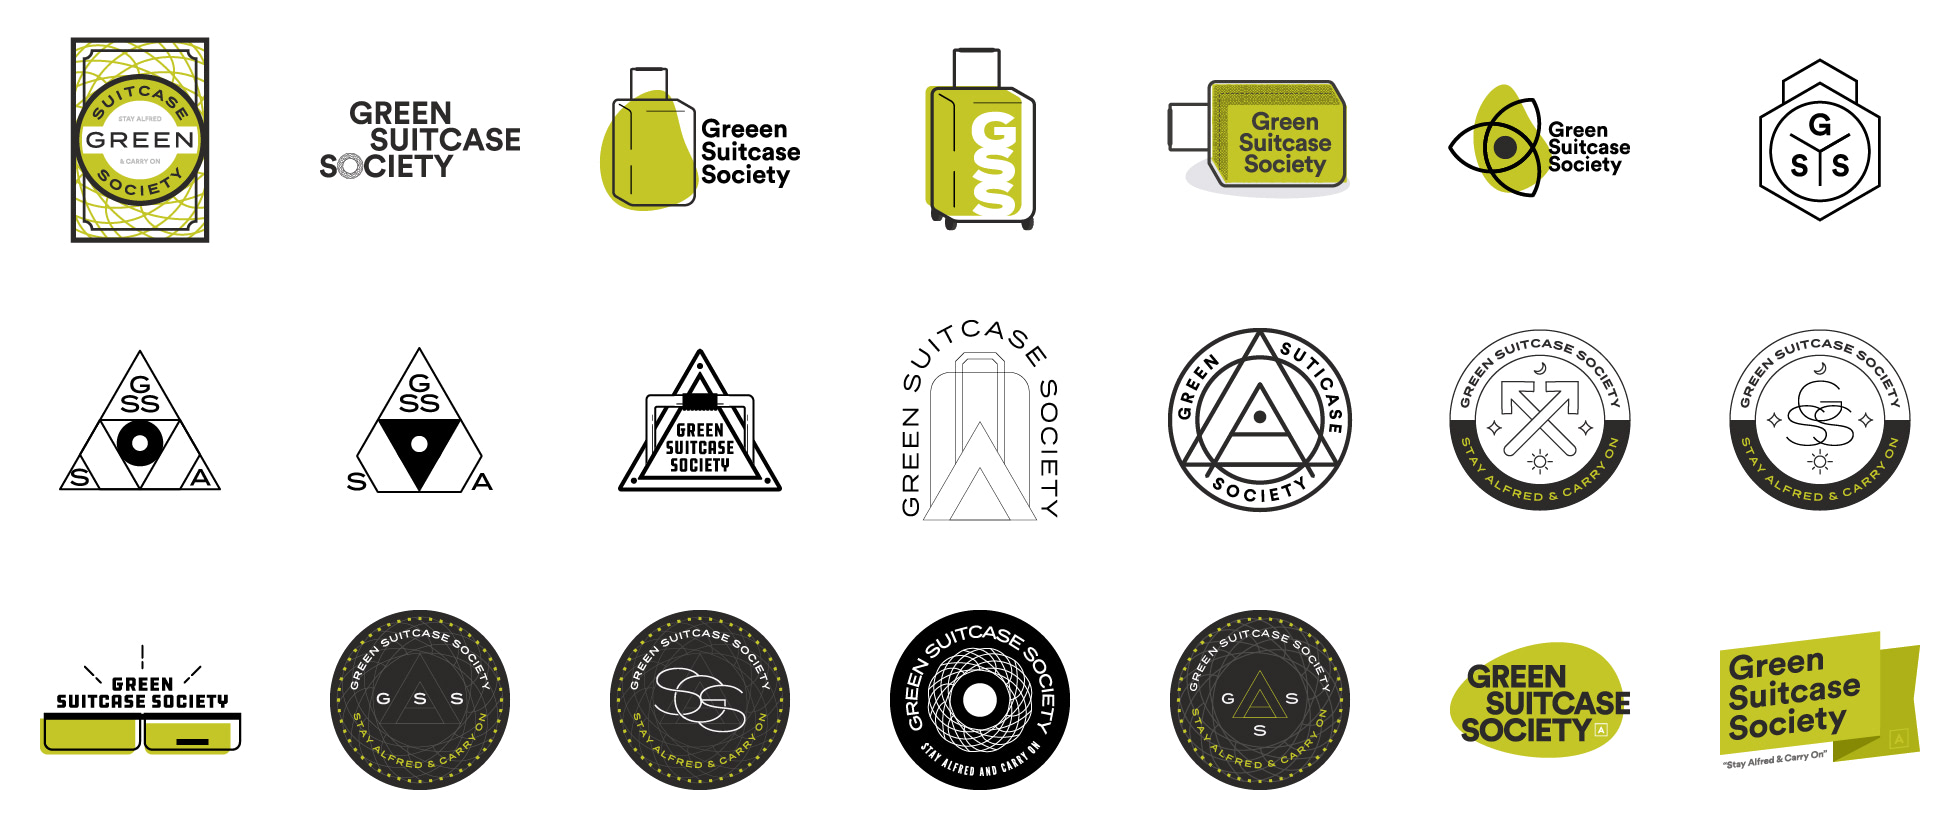 SUITCASE
STAY ALFRED
GREEN
& CARRY ON
SOCIETY
GREEN
SUITCASE
SOCIETY
Greeen
Suitcase
Society
GSS
Green
Suitcase
Society
Green
Suitcase
Society
G
S S
G
SS
S A
G
SS
S A
GREEN
SUITCASE
SOCIETY
GREEN SUITCASE SOCIETY
GREEN SUTICASE
SOCIETY
GREEN SUITCASE SOCIETY
STAY ALFRED & CARRY ON
GREEN SUITCASE SOCIETY
GSS
STAY ALFRED & CARRY ON
GREEN
SUITCASE SOCIETY
GREEN SUITCASE SOCIETY
G S S
STAY ALFRED & CARRY ON
GREEN SUITCASE SOCIETY
SGS
STAY ALFRED & CARRY ON
GREEN SUITCASE SOCIETY
STAY ALFRED AND CARRY ON
GREEN SUITCASE SOCIETY
G A S
S
STAY ALFRED & CARRY ON
GREEN
SUITCASE
SOCIETY A
Green
Suitcase
Society
A
“Stay Alfred & Carry On”